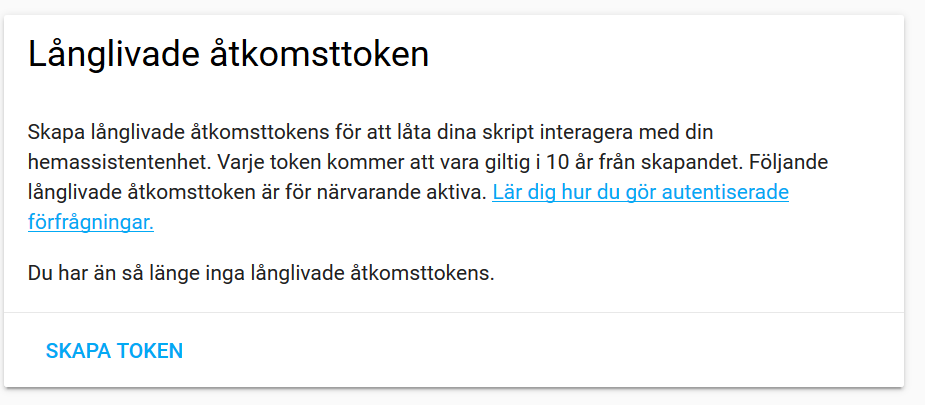 Långlivade åtkomsttoken
Skapa långlivade åtkomsttokens för att låta dina skript interagera med din
hemassistentenhet. Varje token kommer att vara giltig i 10 år från skapandet. Följande
långlivade åtkomsttoken är för närvarande aktiva. Lär dig hur du gör autentiserade
förfrågningar.
Du har än så länge inga långlivade åtkomsttokens.
SKAPA TOKEN